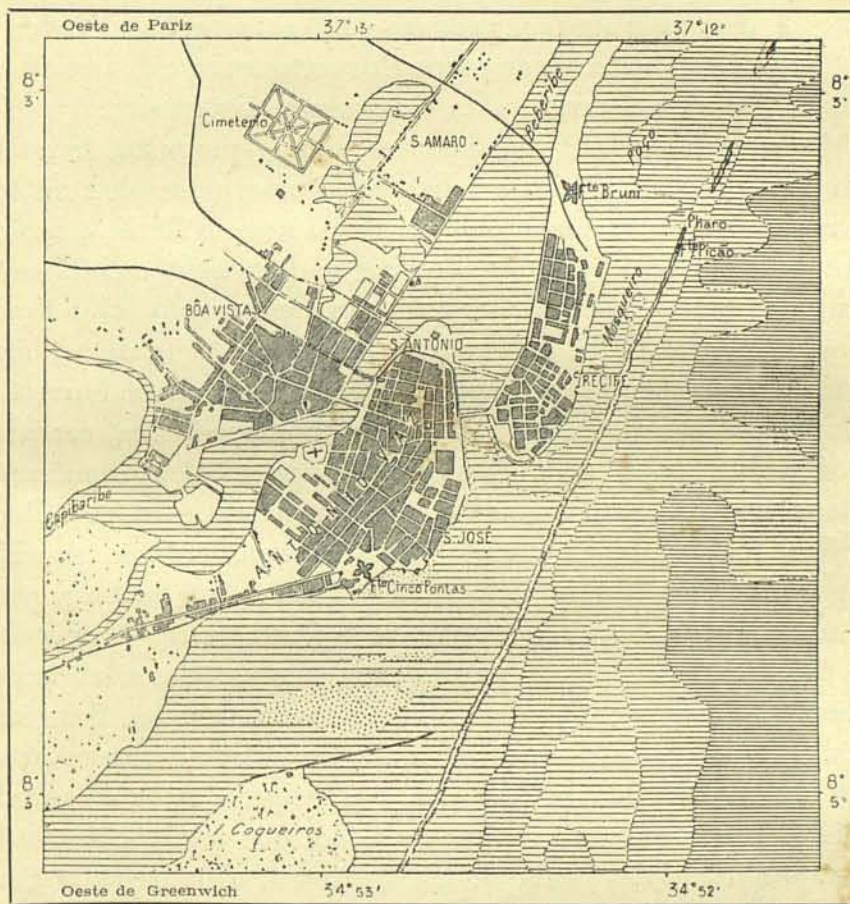 Oeste de Pariz
37°13'
37°12'
8°
3'
8°
3'
Cimeterio
S. AMARO
Beberibe
Poço
Fte Bruni
Pharo
Fte Picão
Mosqueiro
BÔA VISTA
S. ANTONIO
S. RECIFE
ANTONIO VAZ
Capibaribe
S. JOSÉ
Fte Cinco Pontas
8°
5'
8°
5'
I. Coqueiros
Oeste de Greenwich
34°53'
34°52'